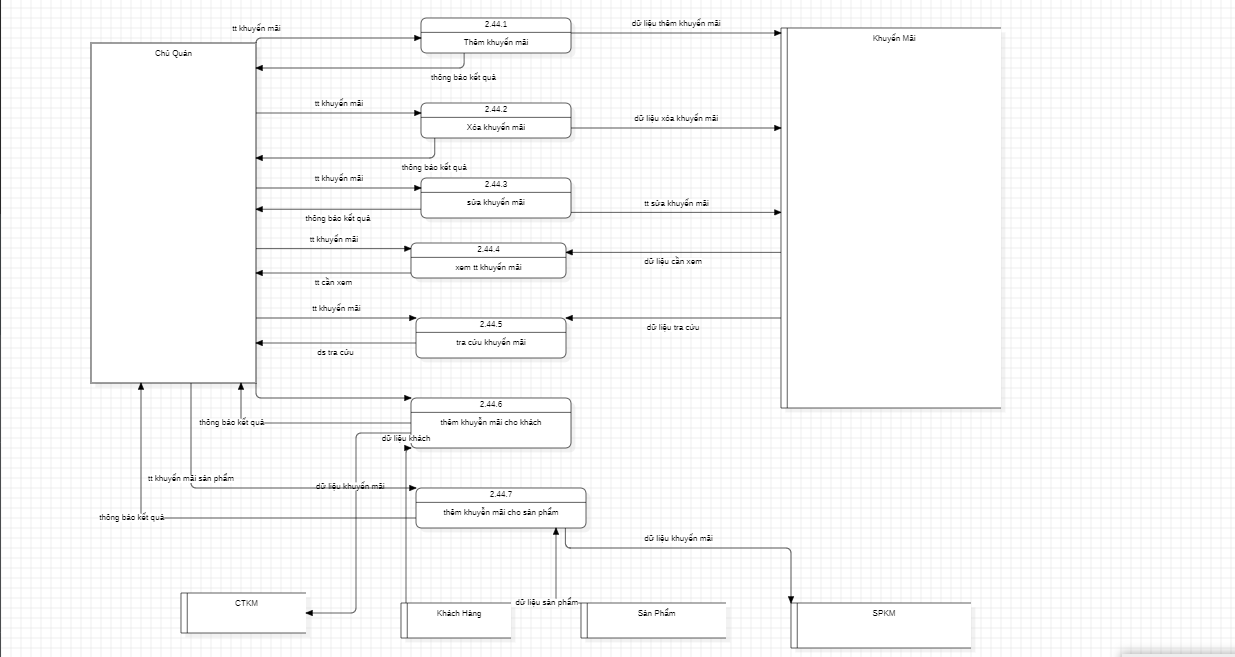 tt khuyến mãi
2.44.1
dữ liệu thêm khuyến mãi
Thêm khuyến mãi
Khuyến Mãi
Chủ Quán
thông báo kết quả
tt khuyến mãi
2.44.2
dữ liệu xóa khuyến mãi
Xóa khuyến mãi
thông báo kết quả
tt khuyến mãi
2.44.3
sửa khuyến mãi
tt sửa khuyến mãi
thông báo kết quả
tt khuyến mãi
2.44.4
dữ liệu cần xem
xem tt khuyến mãi
tt cần xem
tt khuyến mãi
2.44.5
dữ liệu tra cứu
tra cứu khuyến mãi
ds tra cứu
2.44.6
thông báo kết quả
thêm khuyến mãi cho khách
dữ liệu khách
tt khuyến mãi sản phẩm
dữ liệu khuyến mãi
2.44.7
thêm khuyến mãi cho sản phẩm
thông báo kết quả
dữ liệu khuyến mãi
CTKM
dữ liệu sản phẩm
Khách Hàng
Sản Phẩm
SPKM